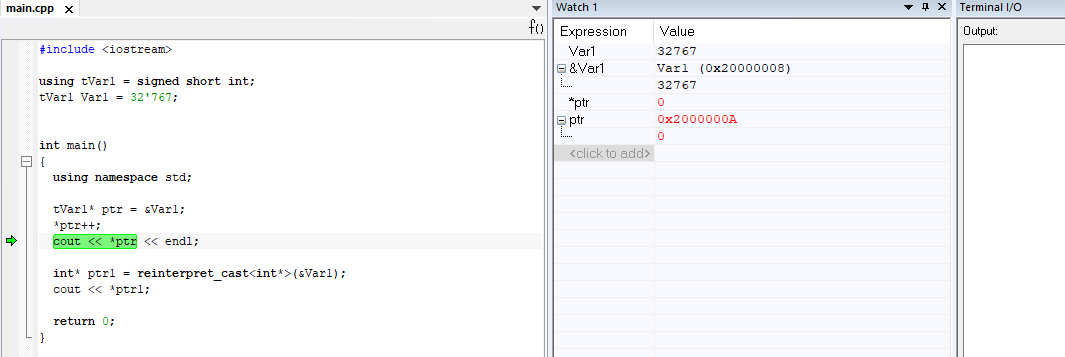 main.cpp
f()
#include <iostream>
using tVar1 = signed short int;
tVar1 Var1 = 32'767;
int main()
{
using namespace std;
tVar1* ptr = &Var1;
*ptr++;
cout << *ptr << endl;
int* ptr1 = reinterpret_cast<int*>(&Var1);
cout << *ptr1;
return 0;
}
Watch 1
Expression Value
Var1 32767
&Var1 Var1 (0x20000008)
32767
*ptr 0
ptr 0x2000000A
0
<click to add>
Terminal I/O
Output: